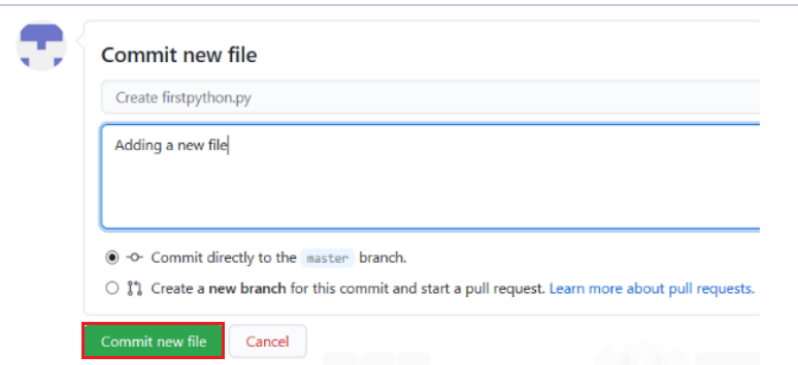 Commit new file
Create firstpython.py
Adding a new file
Commit directly to the master branch.
Create a new branch for this commit and start a pull request. Learn more about pull requests.
Commit new file Cancel